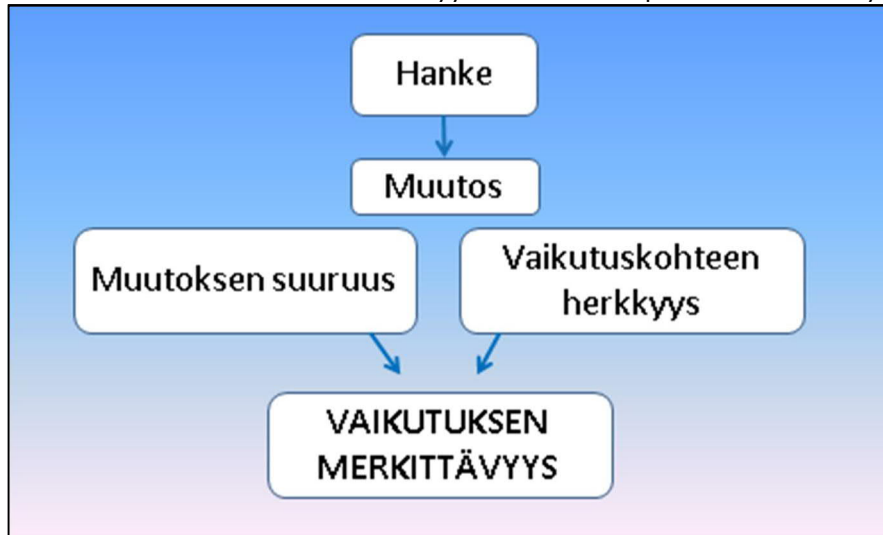 Hanke
Muutos
Muutoksen suuruus
Vaikutuskohteen
herkkyys
VAIKUTUKSEN
MERKITTÄVYYS